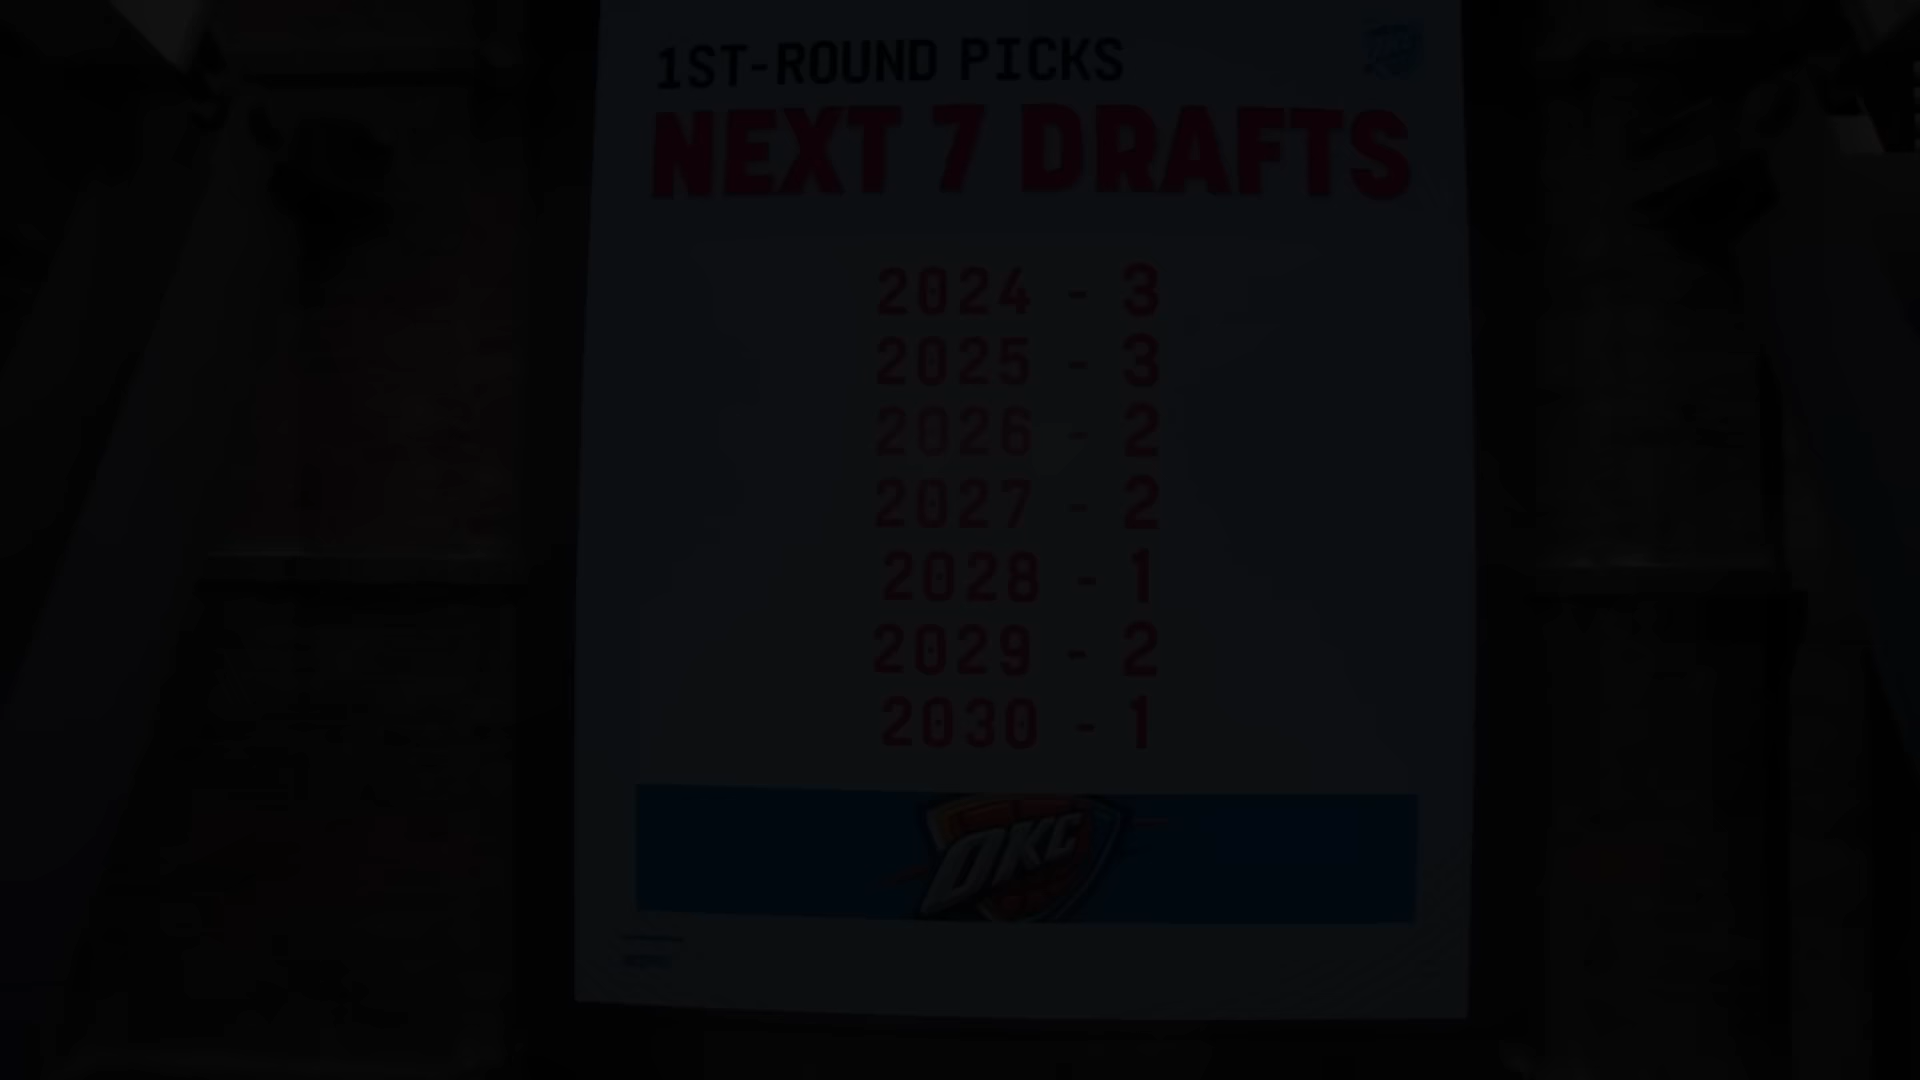 1ST-ROUND PICKS
NEXT 7 DRAFTS
2024 - 3
2025 - 3
2026 - 2
2027 - 2
2028 - 1
2029 - 2
2030 - 1
OKC